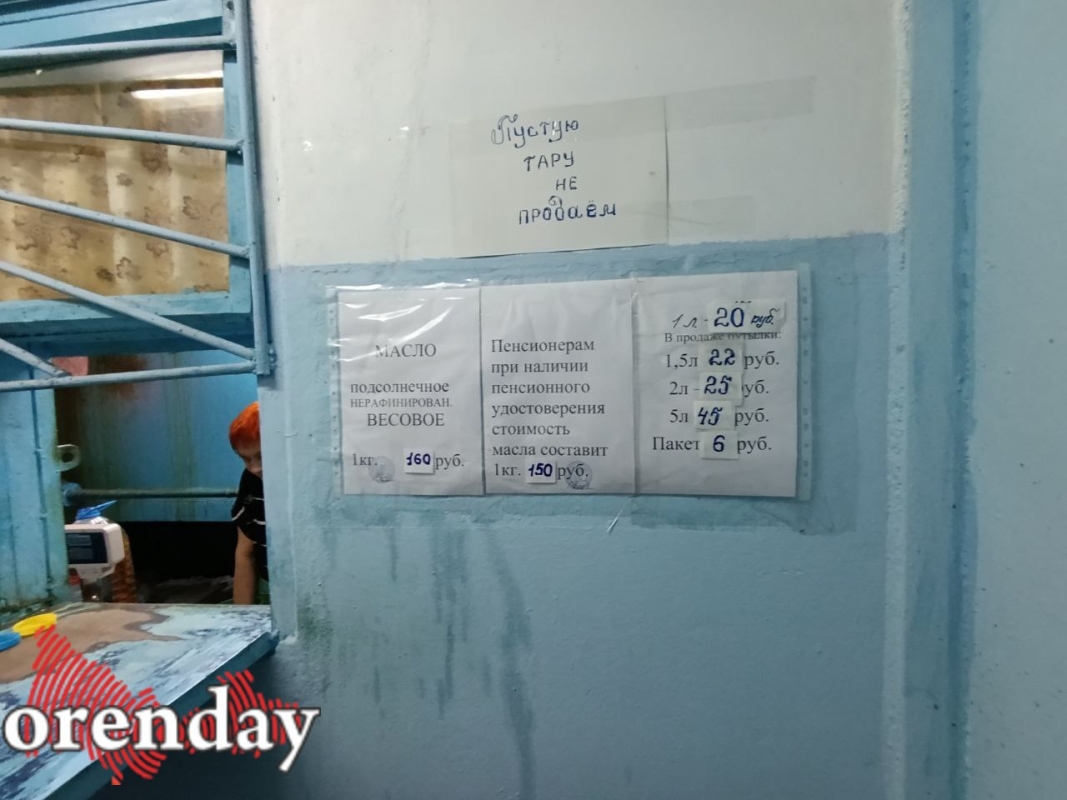 Пустую
тару
не
продаём
МАСЛО
подсолнечное
НЕРАФИНИРОВАН.
ВЕСОВОЕ
1кг. 160 руб.
Пенсионерам
при наличии
пенсионного
удостоверения
стоимость
масла составит
1кг. 150 руб.
1 л - 20 руб.
В продаже бутылки:
1,5л 22 руб.
2л - 25 руб.
5л 45 руб.
Пакет 6 руб.
orenday